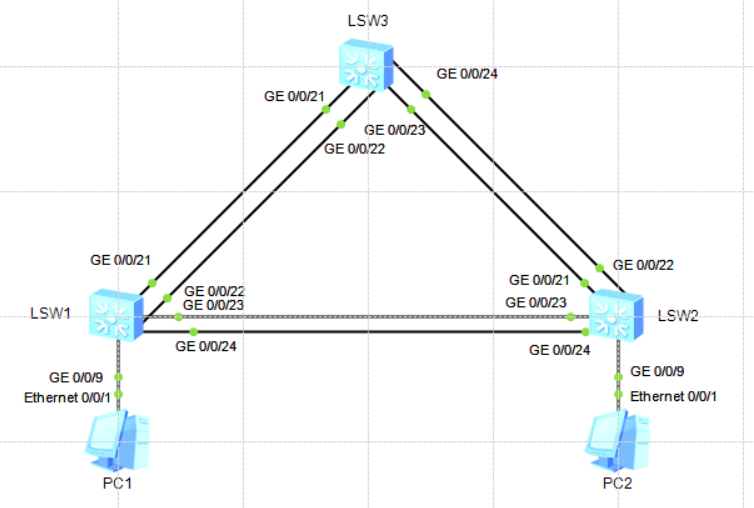 LSW3
GE 0/0/24
GE 0/0/21
GE 0/0/23
GE 0/0/22
GE 0/0/21
GE 0/0/22
GE 0/0/21
GE 0/0/22
GE 0/0/23
GE 0/0/23
LSW1
LSW2
GE 0/0/24
GE 0/0/24
GE 0/0/9
GE 0/0/9
Ethernet 0/0/1
Ethernet 0/0/1
PC1
PC2